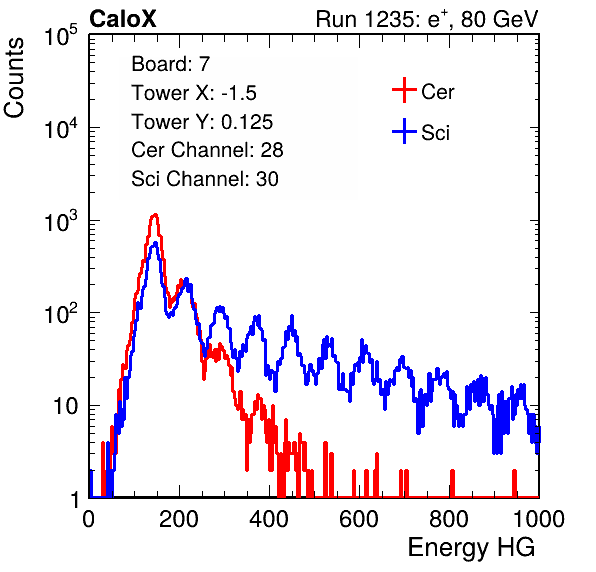 CaloX Run 1235: e+, 80 GeV
Counts
Board: 7
Tower X: -1.5
Tower Y: 0.125
Cer Channel: 28
Sci Channel: 30
Cer
Sci
10^5
10^4
10^3
10^2
10
1
0 200 400 600 800 1000
Energy HG